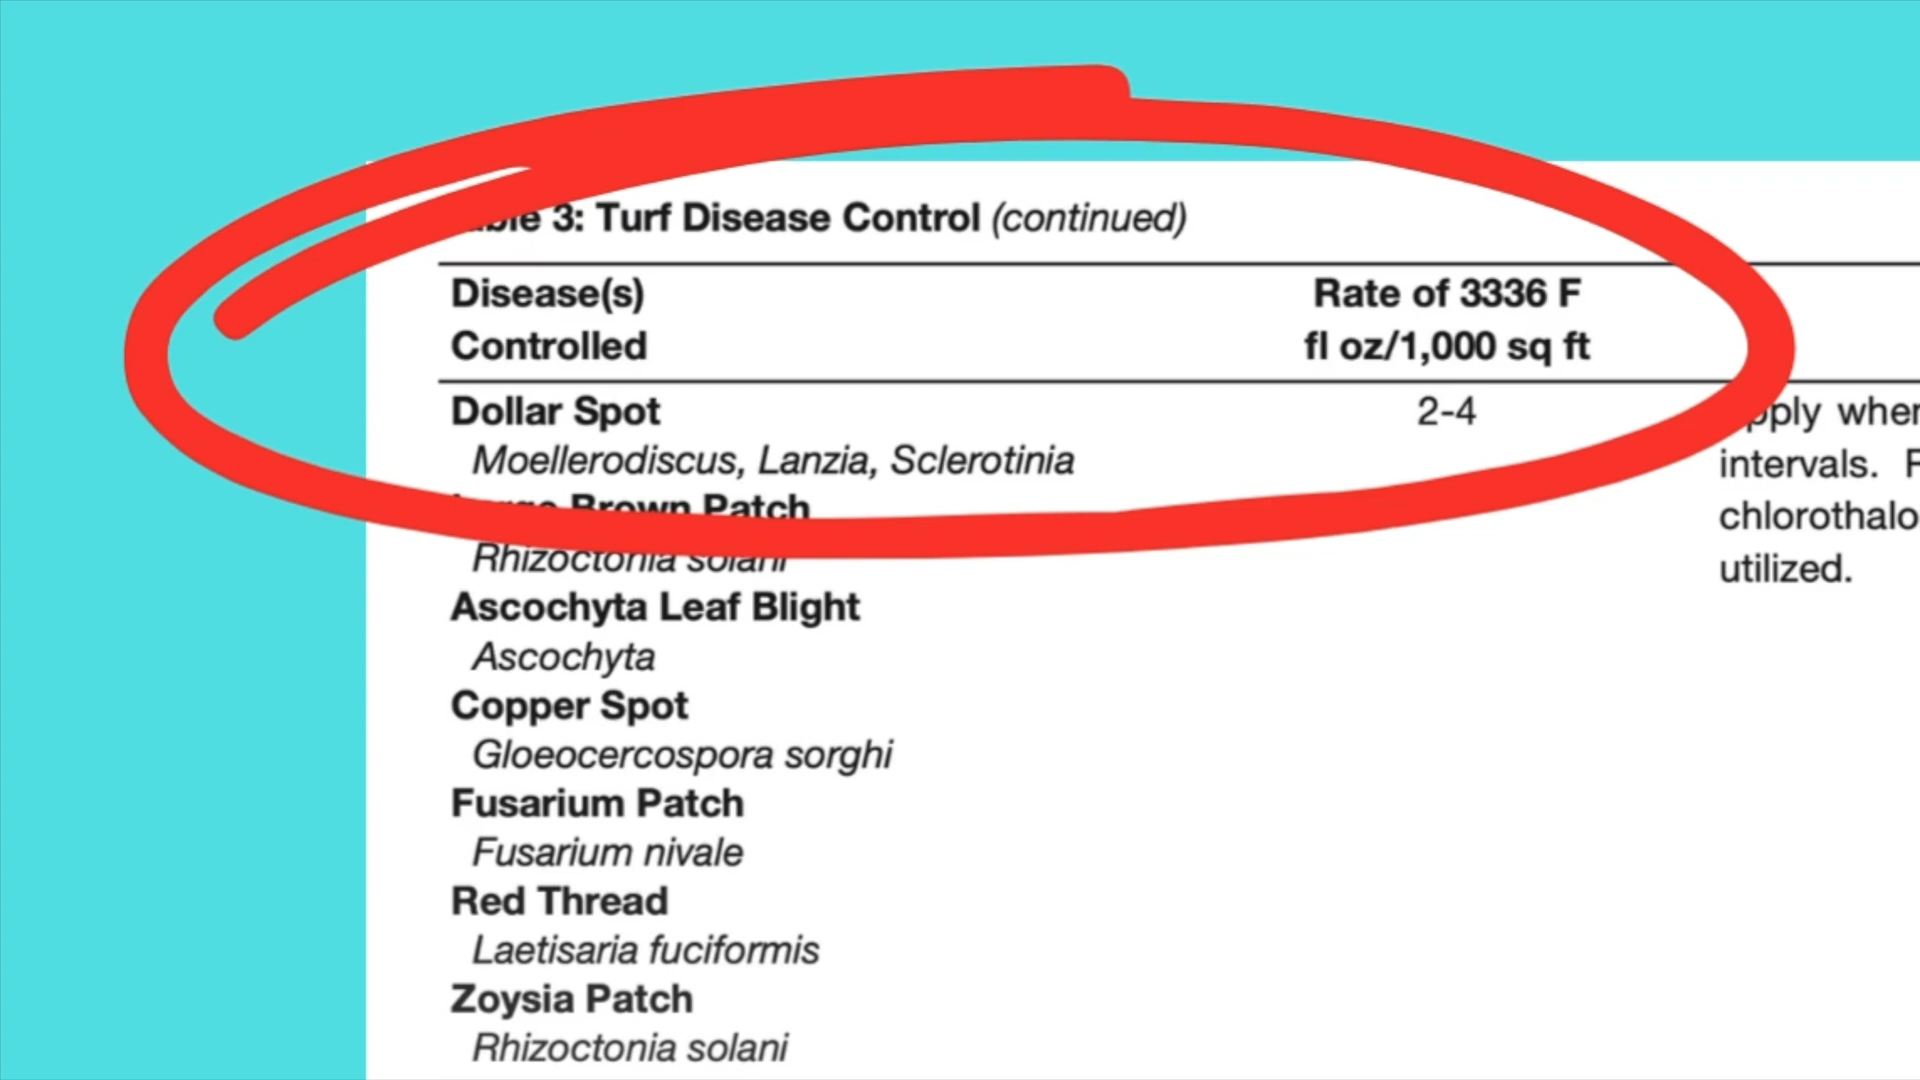 3: Turf Disease Control (continued)
Disease(s) Rate of 3336 F
Controlled fl oz/1,000 sq ft
Dollar Spot 2-4
Moellerodiscus, Lanzia, Sclerotinia intervals.
Brown Patch chlorothalo
Rhizoctonia solani utilized.
Ascochyta Leaf Blight
Ascochyta
Copper Spot
Gloeocercospora sorghi
Fusarium Patch
Fusarium nivale
Red Thread
Laetisaria fuciformis
Zoysia Patch
Rhizoctonia solani